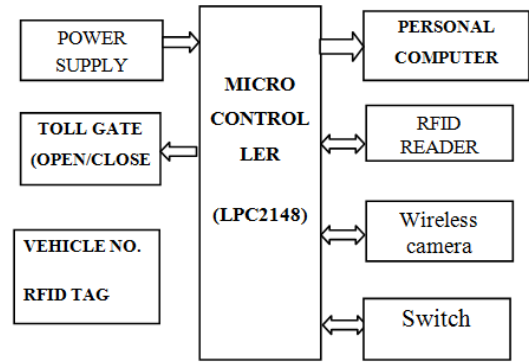 POWER
SUPPLY
TOLL GATE
(OPEN/CLOSE
VEHICLE NO.
RFID TAG
MICRO
CONTROL
LER
(LPC2148)
PERSONAL
COMPUTER
RFID
READER
Wireless
camera
Switch